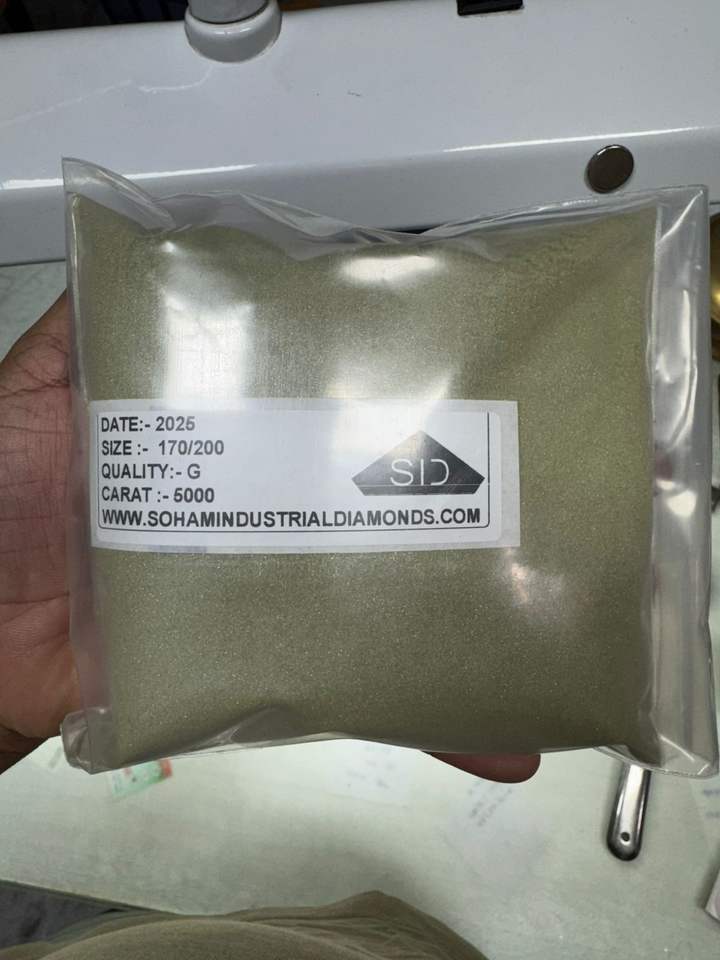 DATE:- 2025
SIZE :- 170/200
QUALITY:- G
CARAT :- 5000
WWW.SOHAMINDUSTRIALDIAMONDS.COM
SID